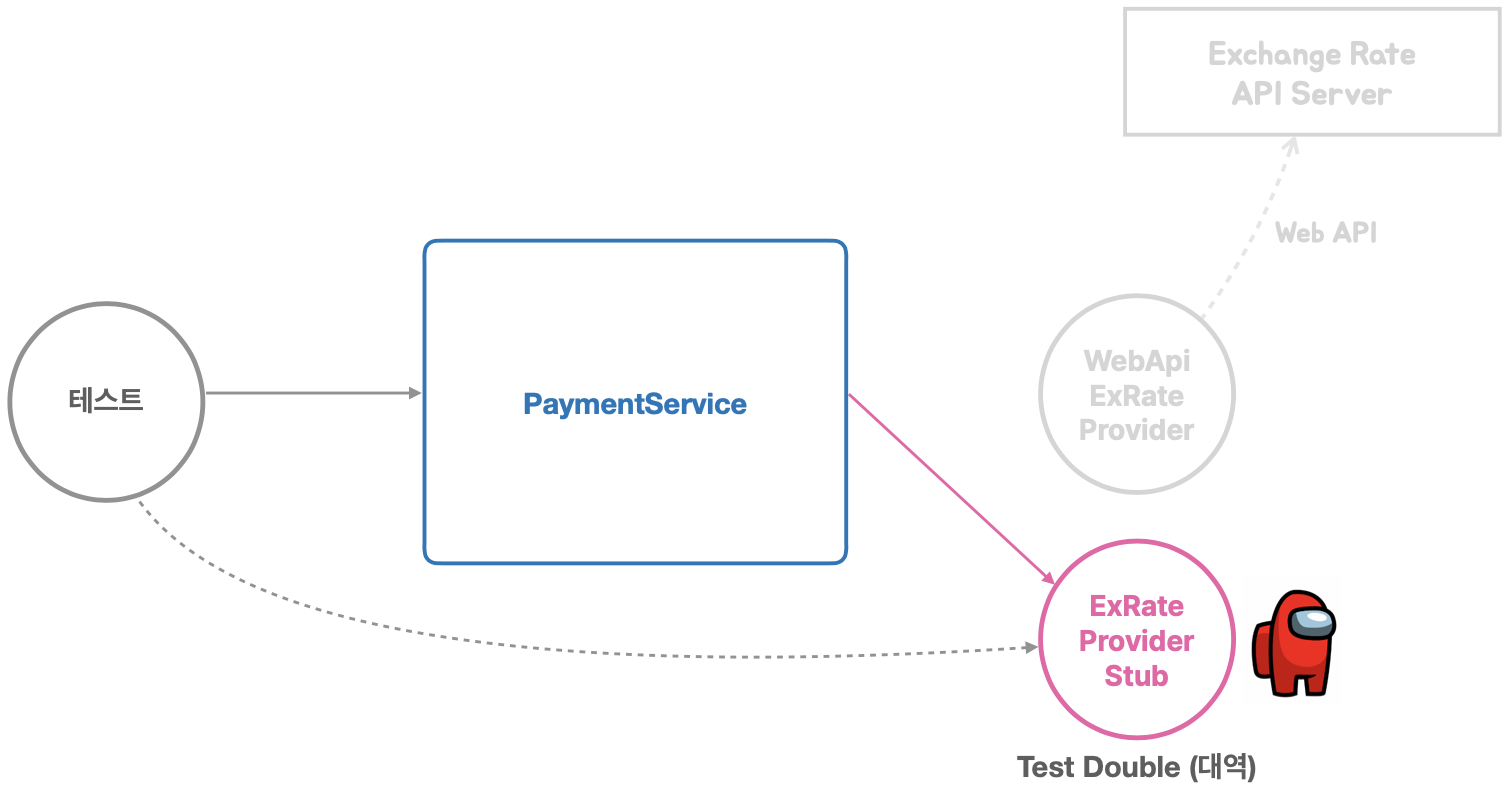 Exchange Rate
API Server
Web API
테스트
PaymentService
WebApi
ExRate
Provider
ExRate
Provider
Stub
Test Double (대역)